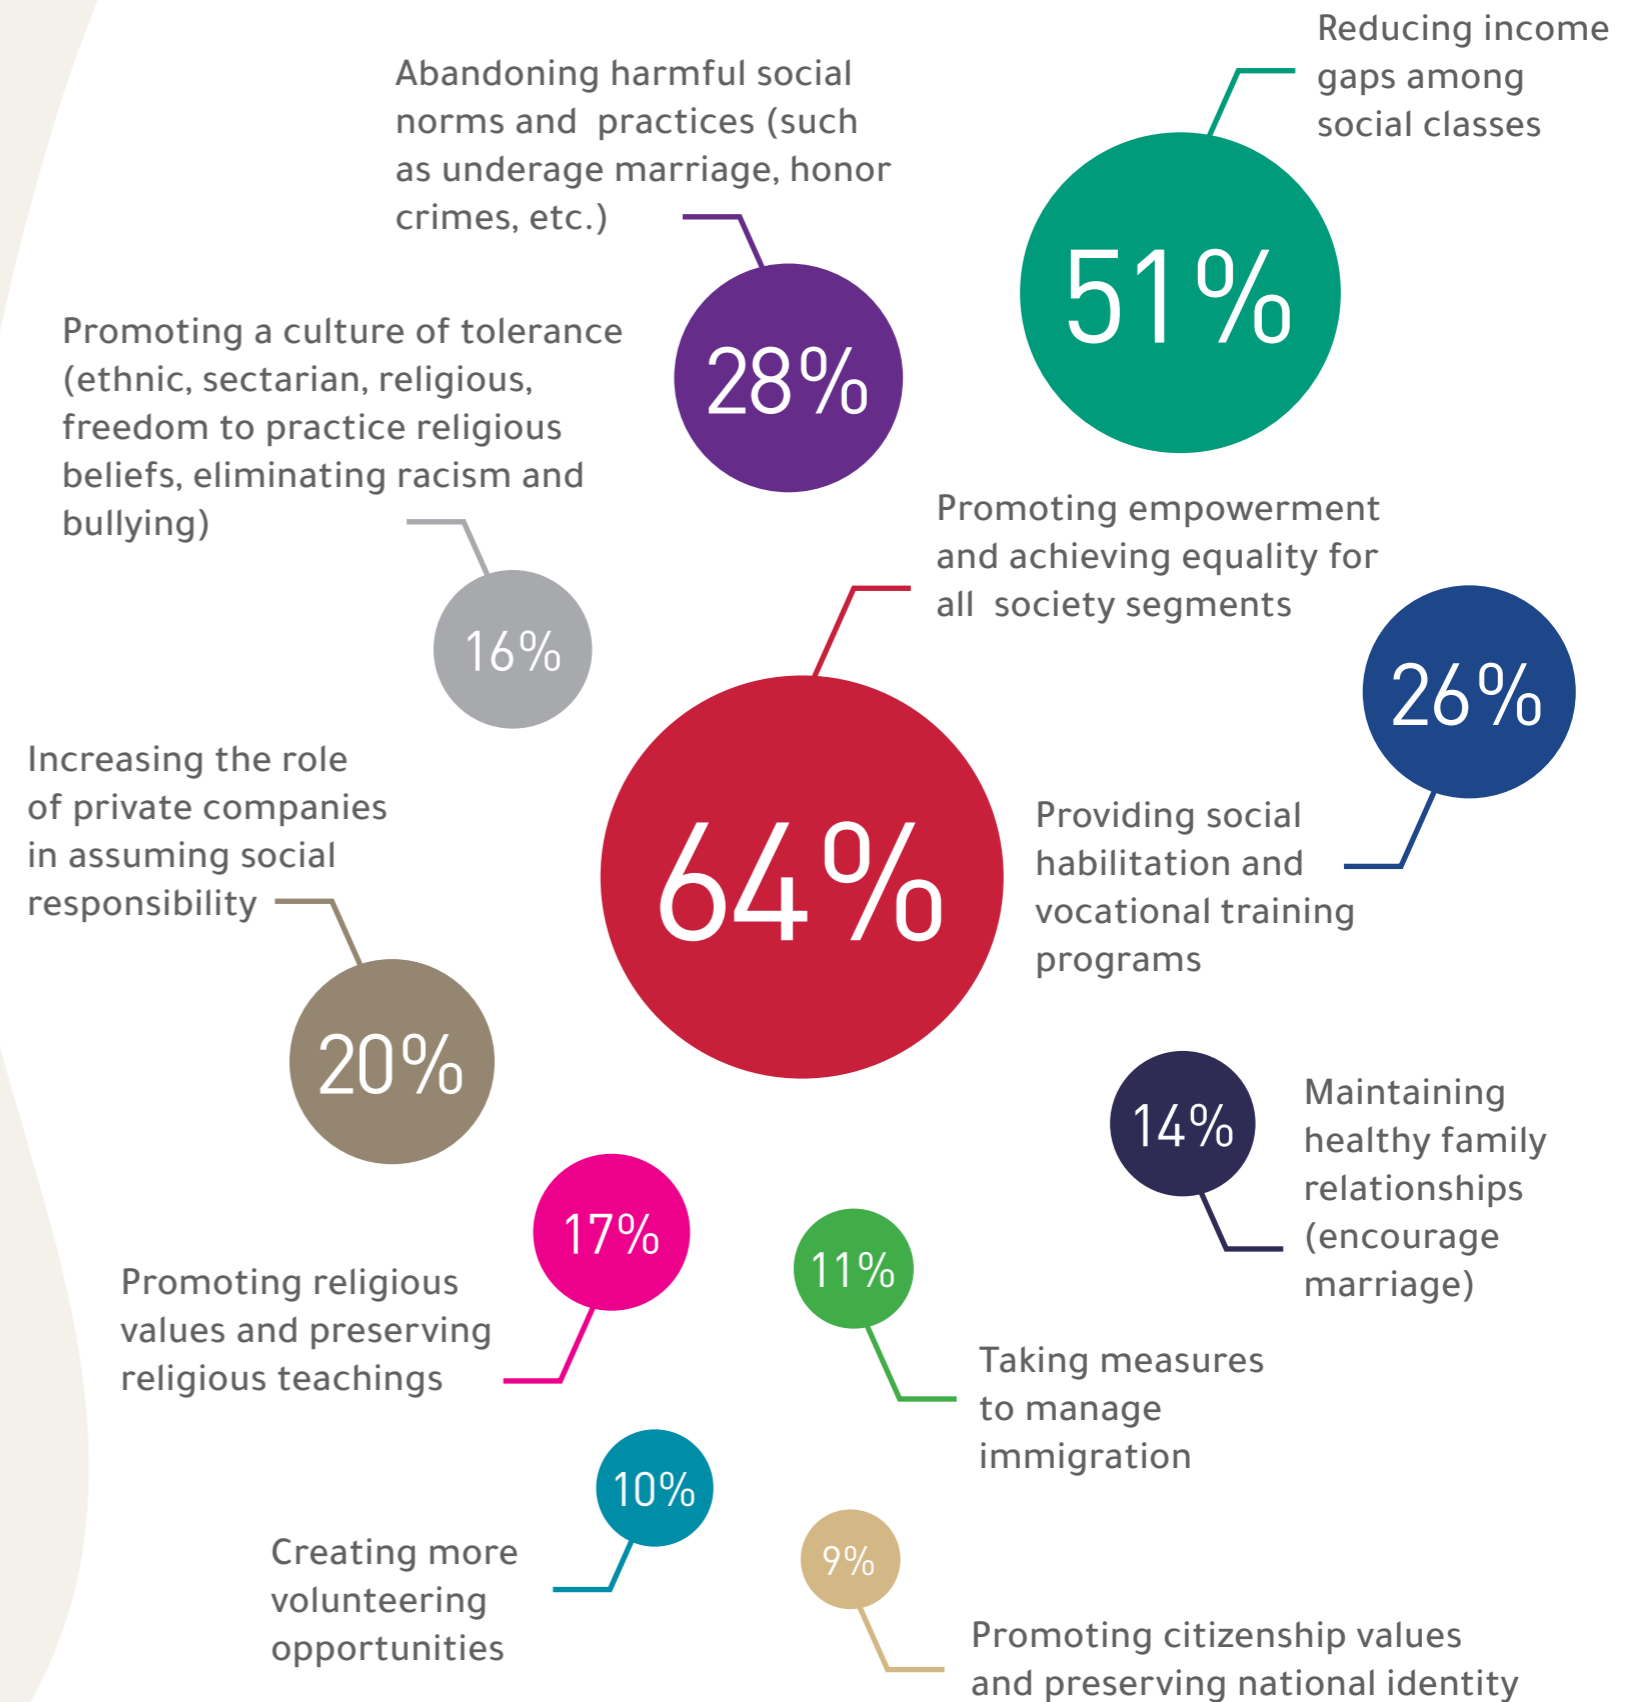 Reducing income
gaps among
social classes
51%
Abandoning harmful social
norms and  practices (such
as underage marriage, honor
crimes, etc.)
28%
Promoting a culture of tolerance
(ethnic, sectarian, religious,
freedom to practice religious
beliefs, eliminating racism and
bullying)
16%
Promoting empowerment
and achieving equality for
all  society segments
64%
26%
Providing social
habilitation and
vocational training
programs
Increasing the role
of private companies
in assuming social
responsibility
20%
14%
Maintaining
healthy family
relationships
(encourage
marriage)
17%
Promoting religious
values and preserving
religious teachings
11%
Taking measures
to manage
immigration
10%
Creating more
volunteering
opportunities
9%
Promoting citizenship values
and preserving national identity